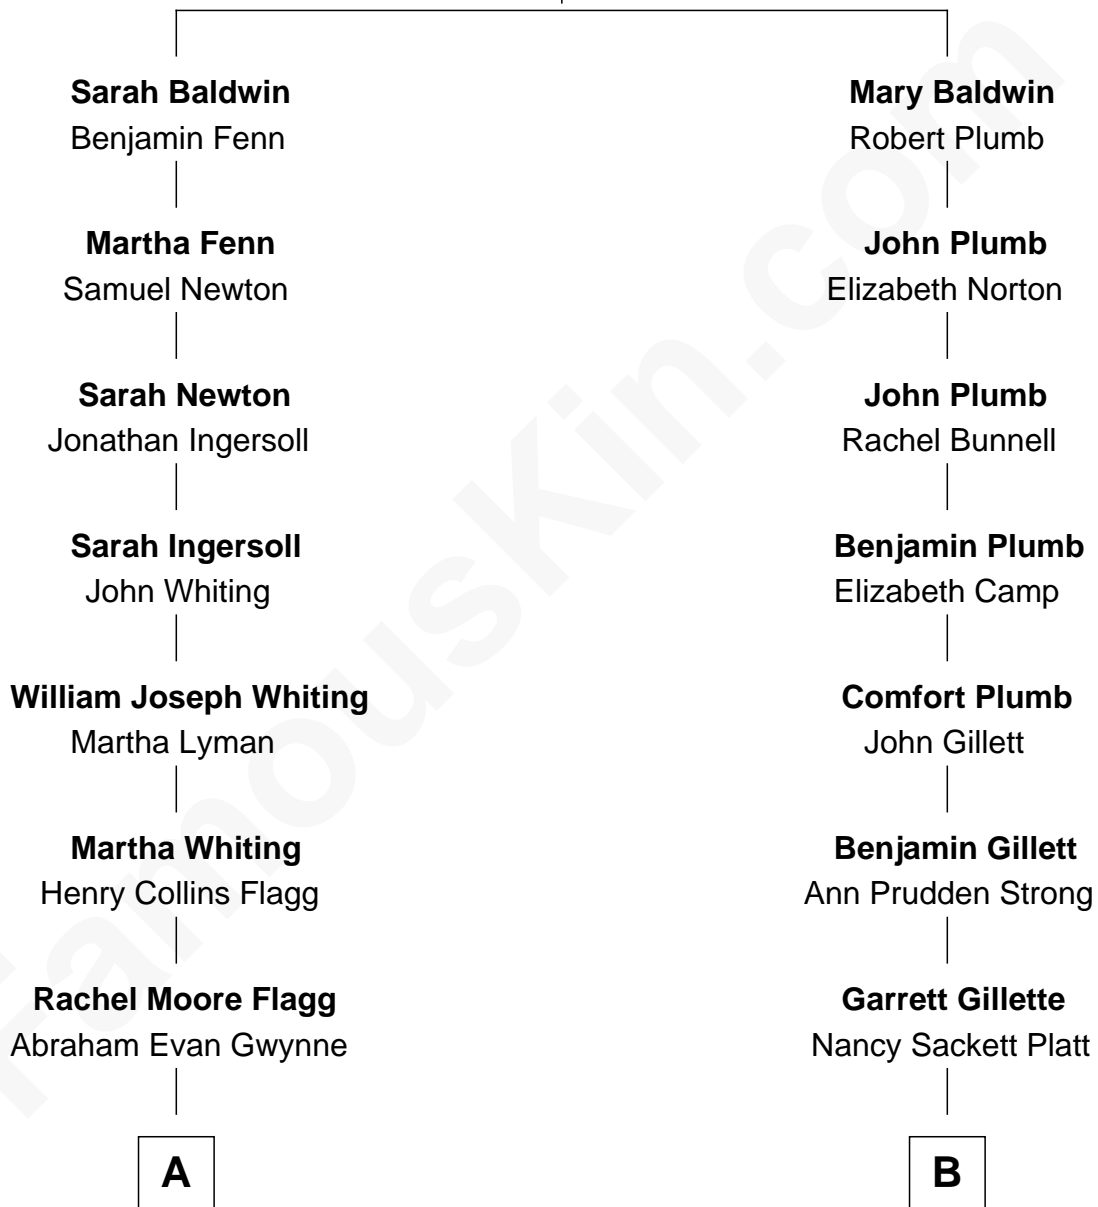 Sarah Baldwin
Benjamin Fenn
Mary Baldwin
Robert Plumb
Martha Fenn
Samuel Newton
John Plumb
Elizabeth Norton
Sarah Newton
Jonathan Ingersoll
John Plumb
Rachel Bunnell
Sarah Ingersoll
John Whiting
Benjamin Plumb
Elizabeth Camp
William Joseph Whiting
Martha Lyman
Comfort Plumb
John Gillett
Martha Whiting
Henry Collins Flagg
Benjamin Gillett
Ann Prudden Strong
Rachel Moore Flagg
Abraham Evan Gwynne
Garrett Gillette
Nancy Sackett Platt
A
B
FamousKin.com